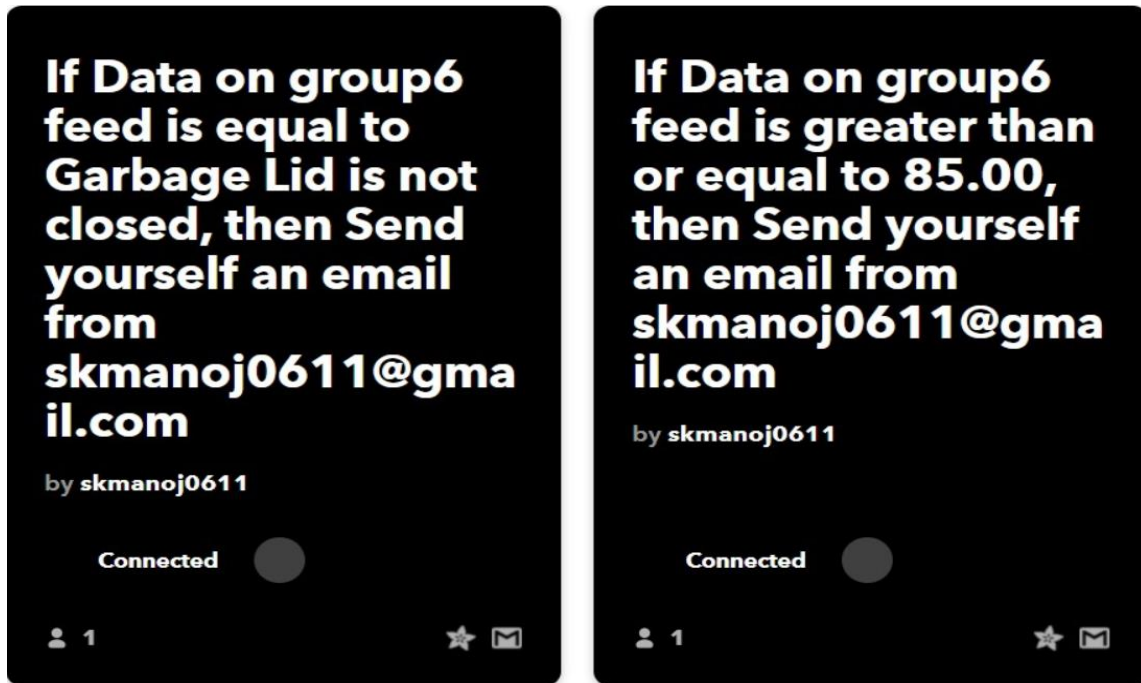 If Data on group6
feed is equal to
Garbage Lid is not
closed, then Send
yourself an email
from
skmanoj0611@gma
il.com
by skmanoj0611
Connected
1
If Data on group6
feed is greater than
or equal to 85.00,
then Send yourself
an email from
skmanoj0611@gma
il.com
by skmanoj0611
Connected
1